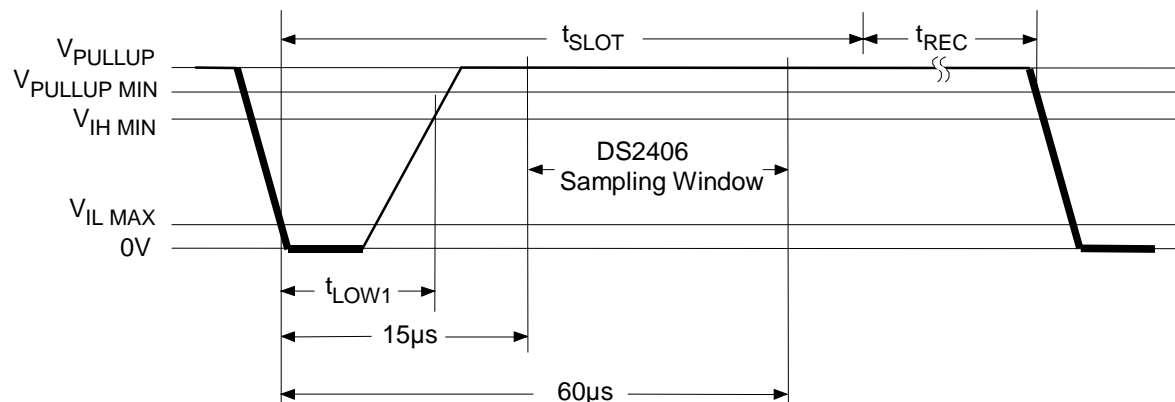 tSLOT
tREC
VPULLUP
VPULLUP MIN
VIH MIN
DS2406
Sampling Window
VIL MAX
0V
tLOW1
15µs
60µs